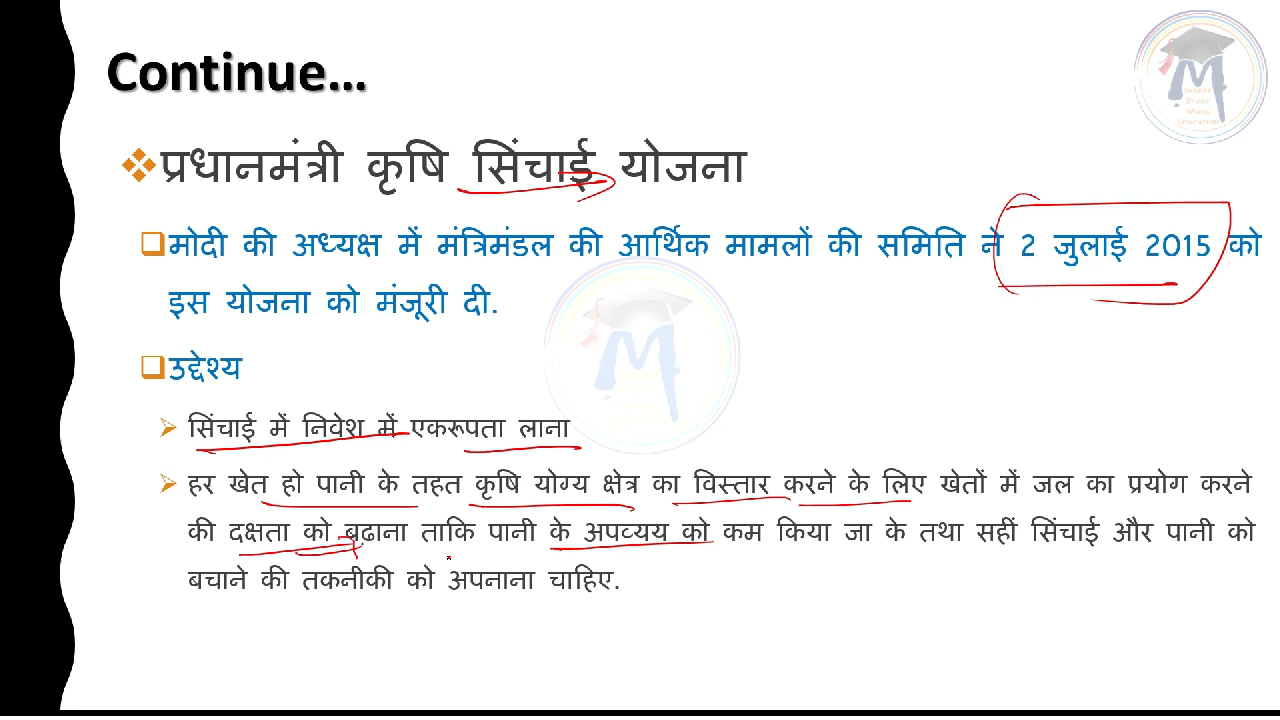 Continue...
प्रधानमंत्री कृषि सिंचाई योजना
मोदी की अध्यक्ष में मंत्रिमंडल की आर्थिक मामलों की समिति ने 2 जुलाई 2015 को
इस योजना को मंजूरी दी.
उद्देश्य
सिंचाई में निवेश में एकरूपता लाना
हर खेत हो पानी के तहत कृषि योग्य क्षेत्र का विस्तार करने के लिए खेतों में जल का प्रयोग करने
की दक्षता को बढाना ताकि पानी के अपव्यय को कम किया जा के तथा सहीं सिंचाई और पानी को
बचाने की तकनीकी को अपनाना चाहिए.